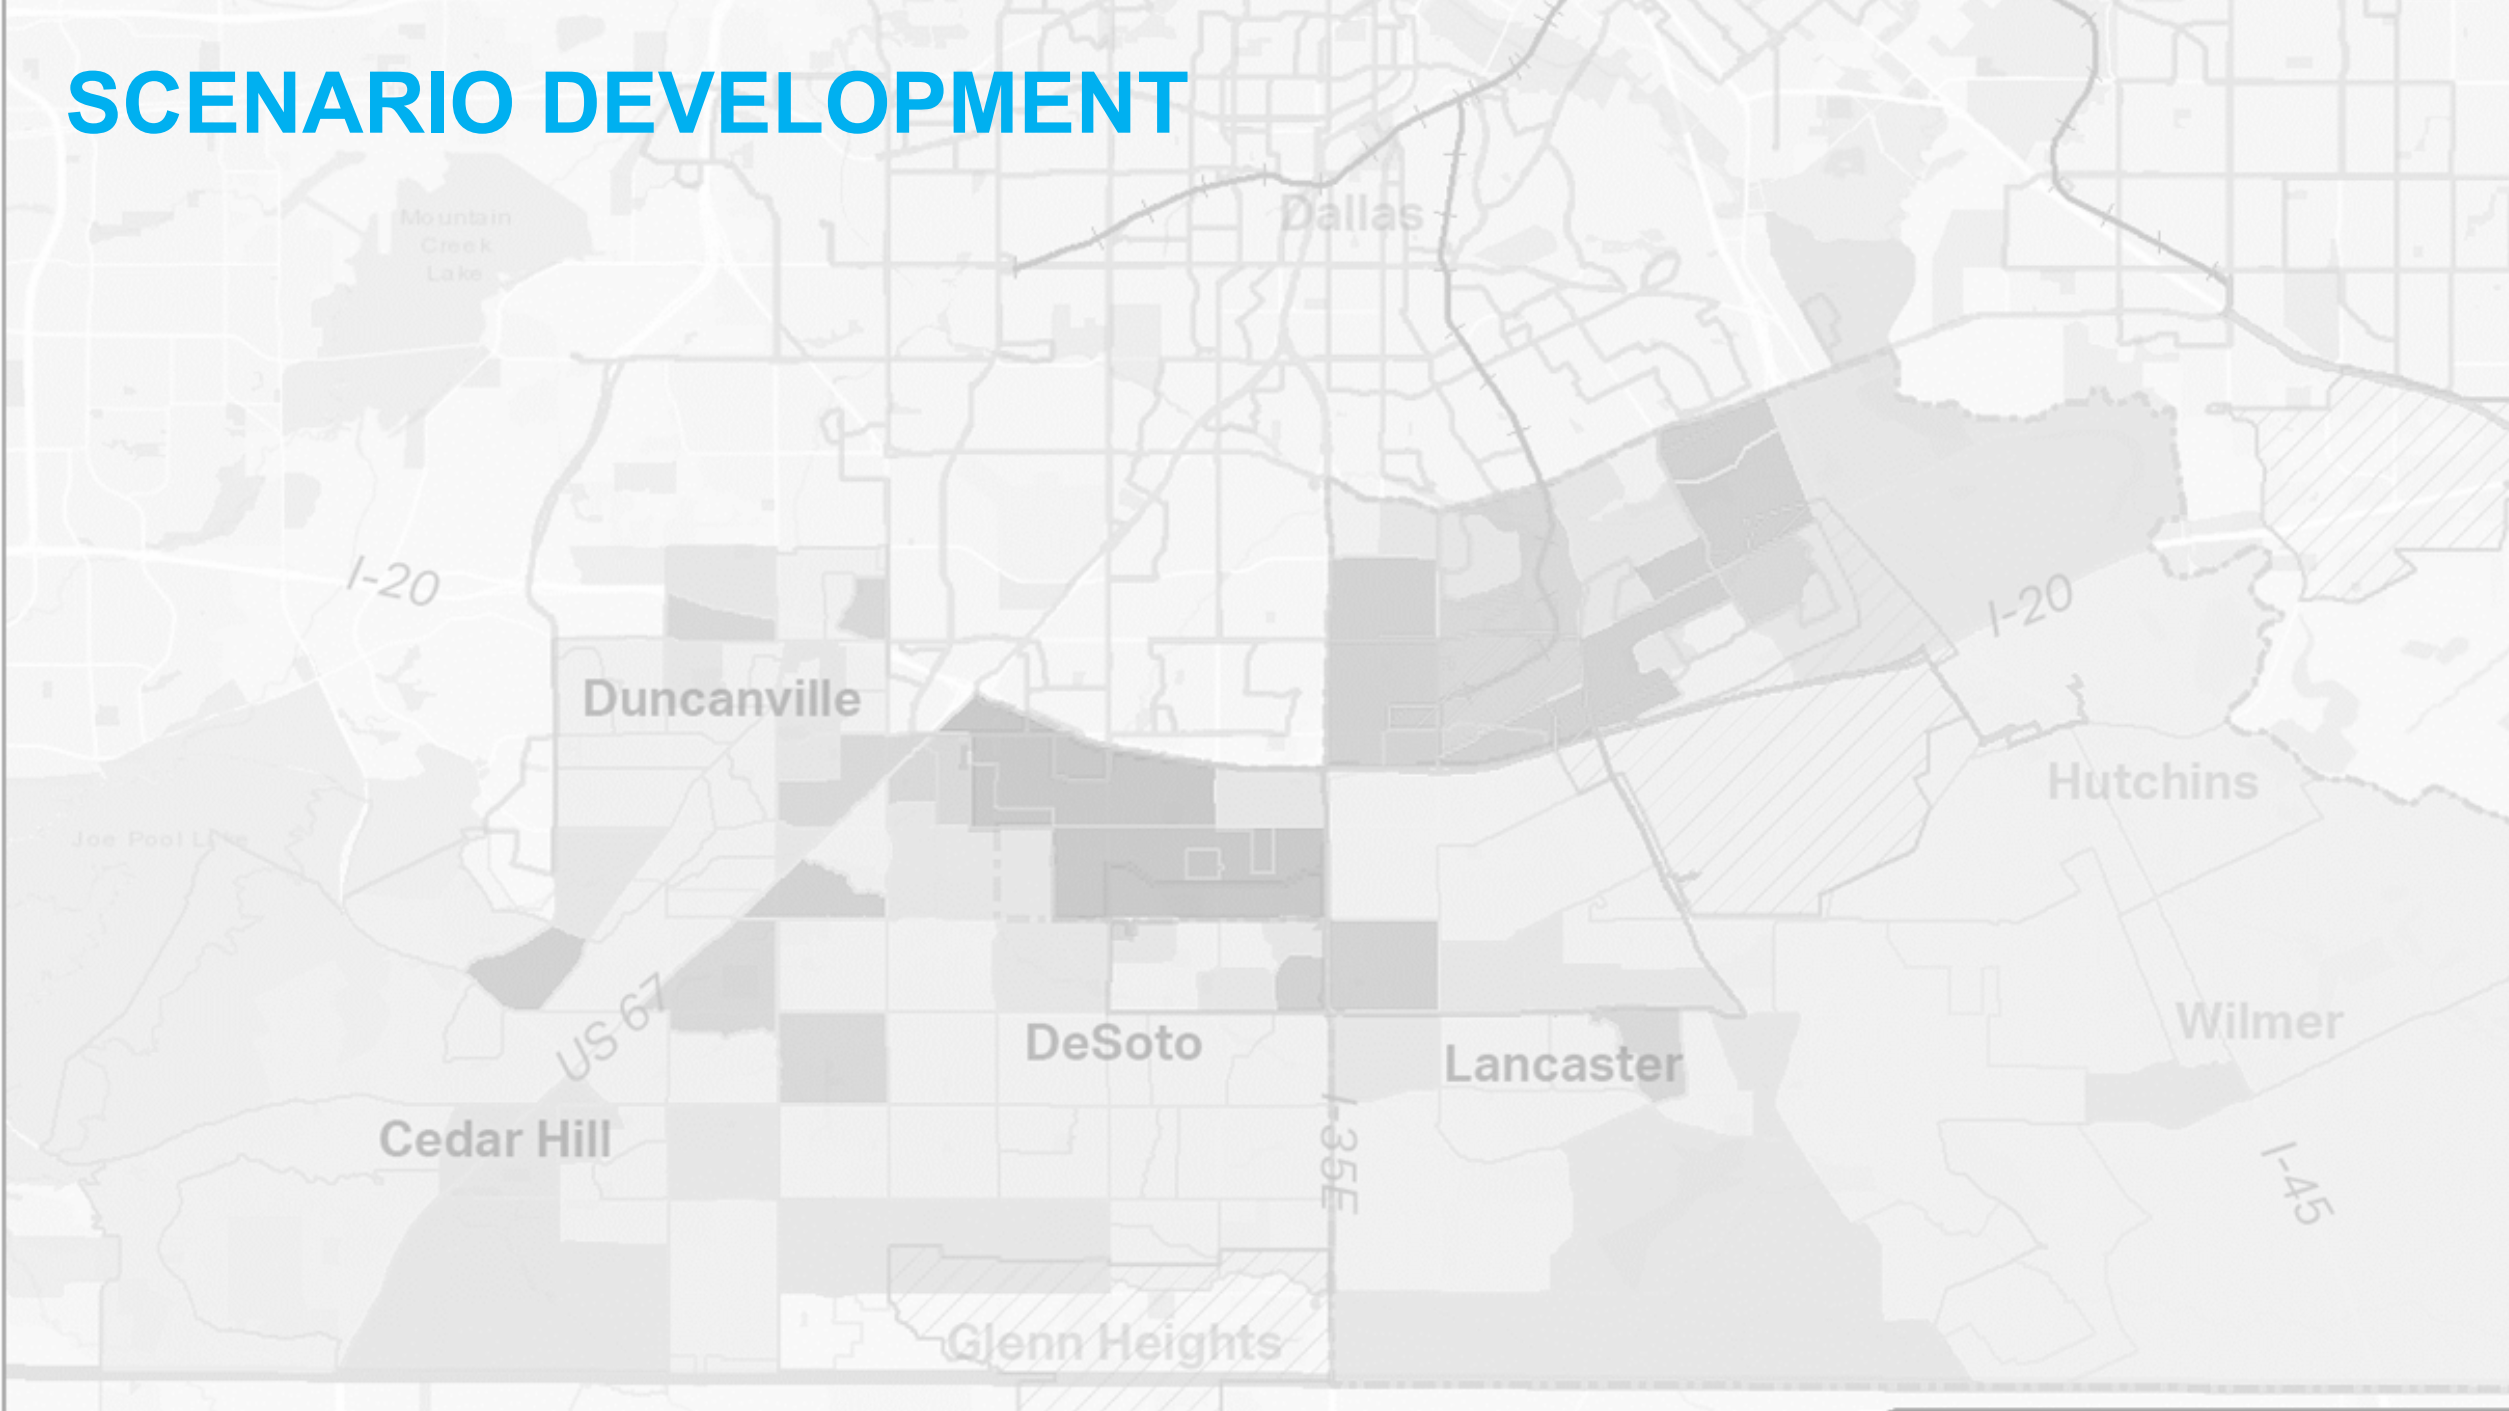 SCENARIO DEVELOPMENT
Mountain
Creek
Lake
Dallas
I-20
I-20
Duncanville
Hutchins
Joe Pool Lake
US 67
DeSoto
Lancaster
Wilmer
Cedar Hill
I-35E
I-45
Glenn Heights